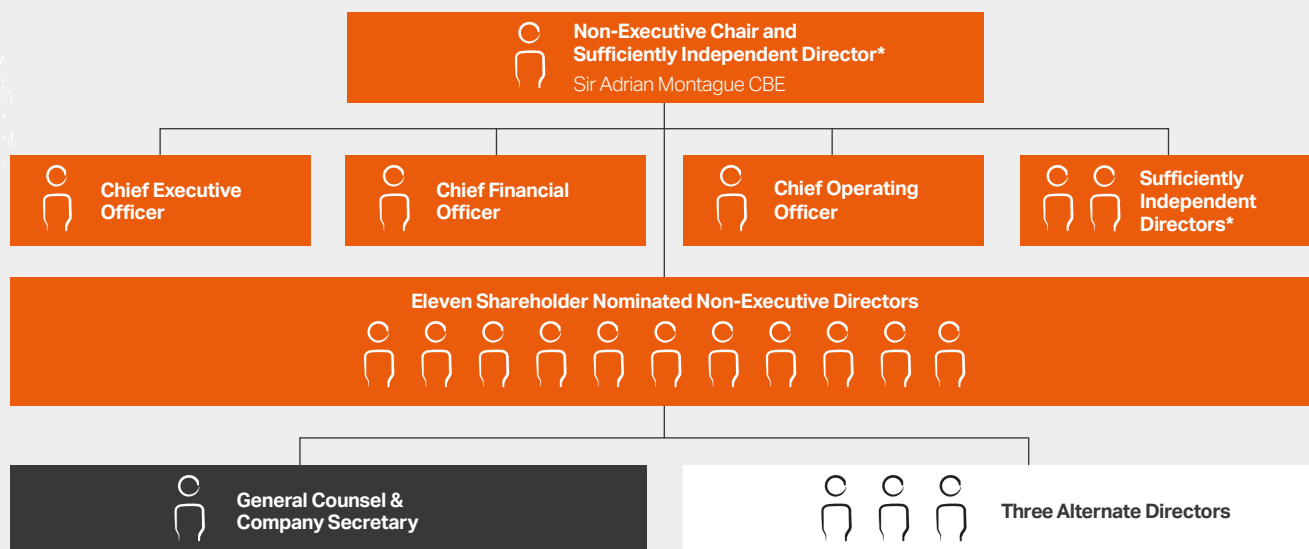 Non-Executive Chair and
Sufficiently Independent Director*
Sir Adrian Montague CBE
Chief Executive
Officer
Chief Financial
Officer
Chief Operating
Officer
Sufficiently
Independent
Directors*
Eleven Shareholder Nominated Non-Executive Directors
General Counsel &
Company Secretary
Three Alternate Directors